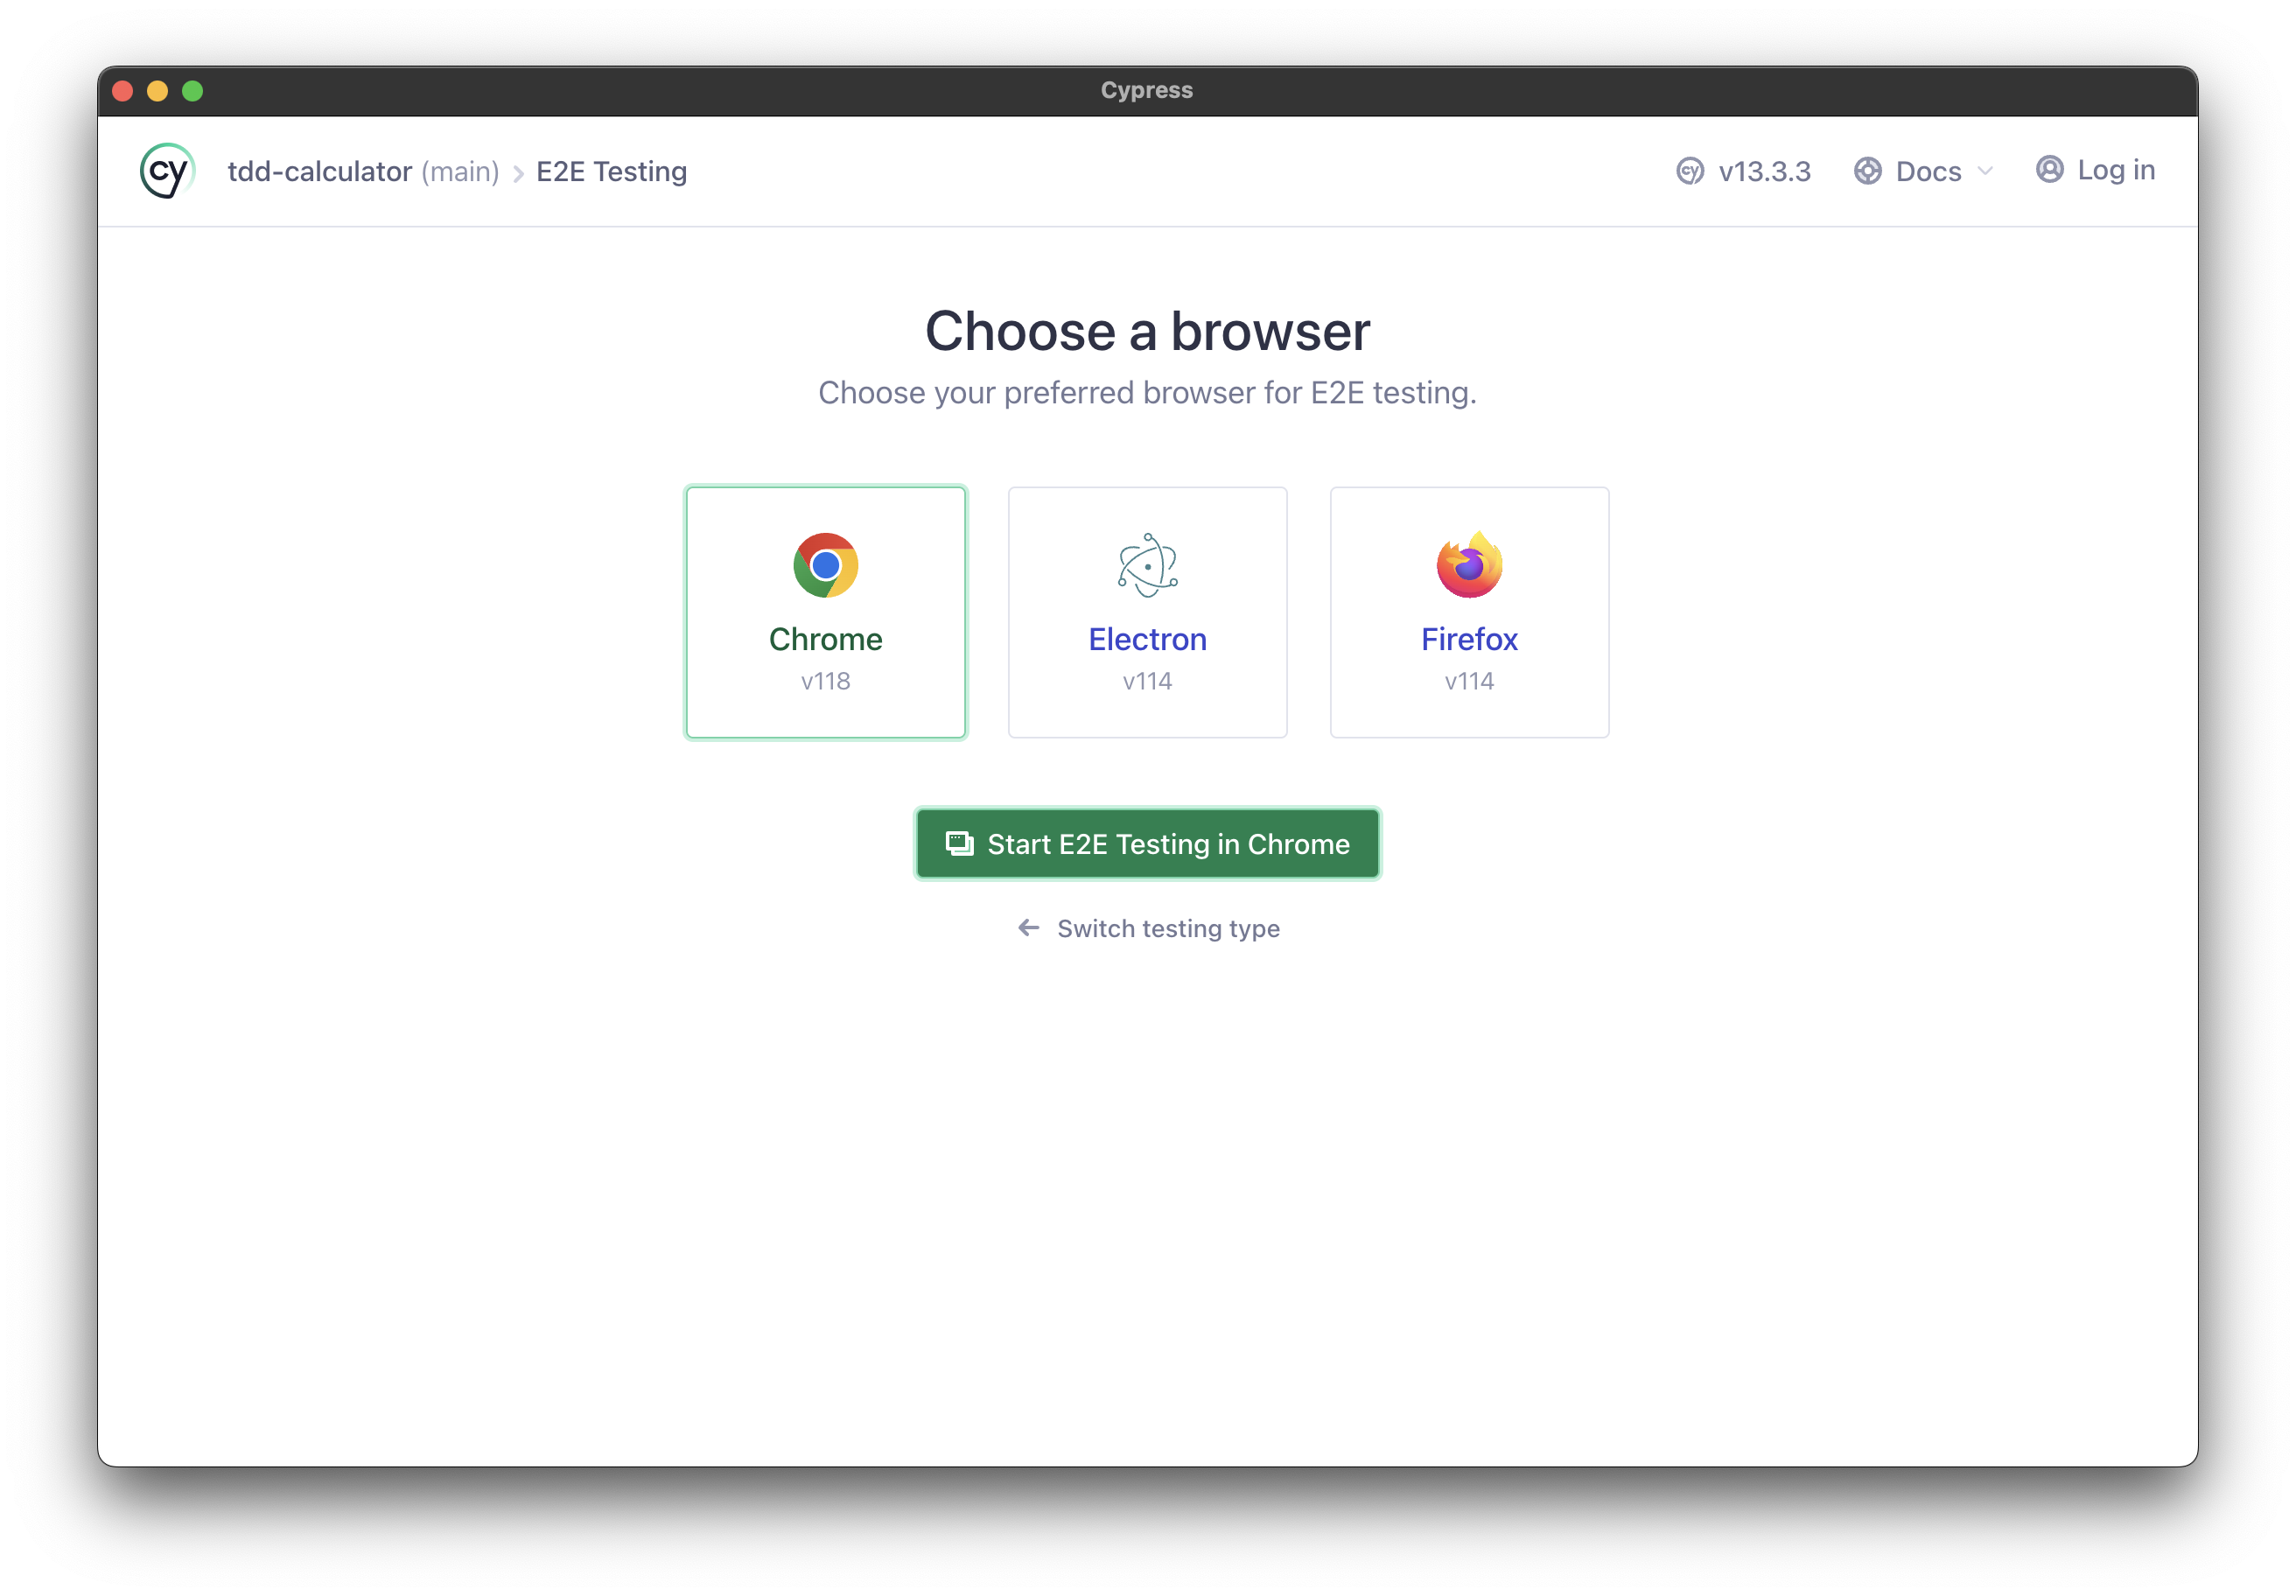 Cypress
cy
tdd-calculator (main) > E2E Testing
cy v13.3.3
Docs
Log in
Choose a browser
Choose your preferred browser for E2E testing.
Chrome
v118
Electron
v114
Firefox
v114
Start E2E Testing in Chrome
← Switch testing type